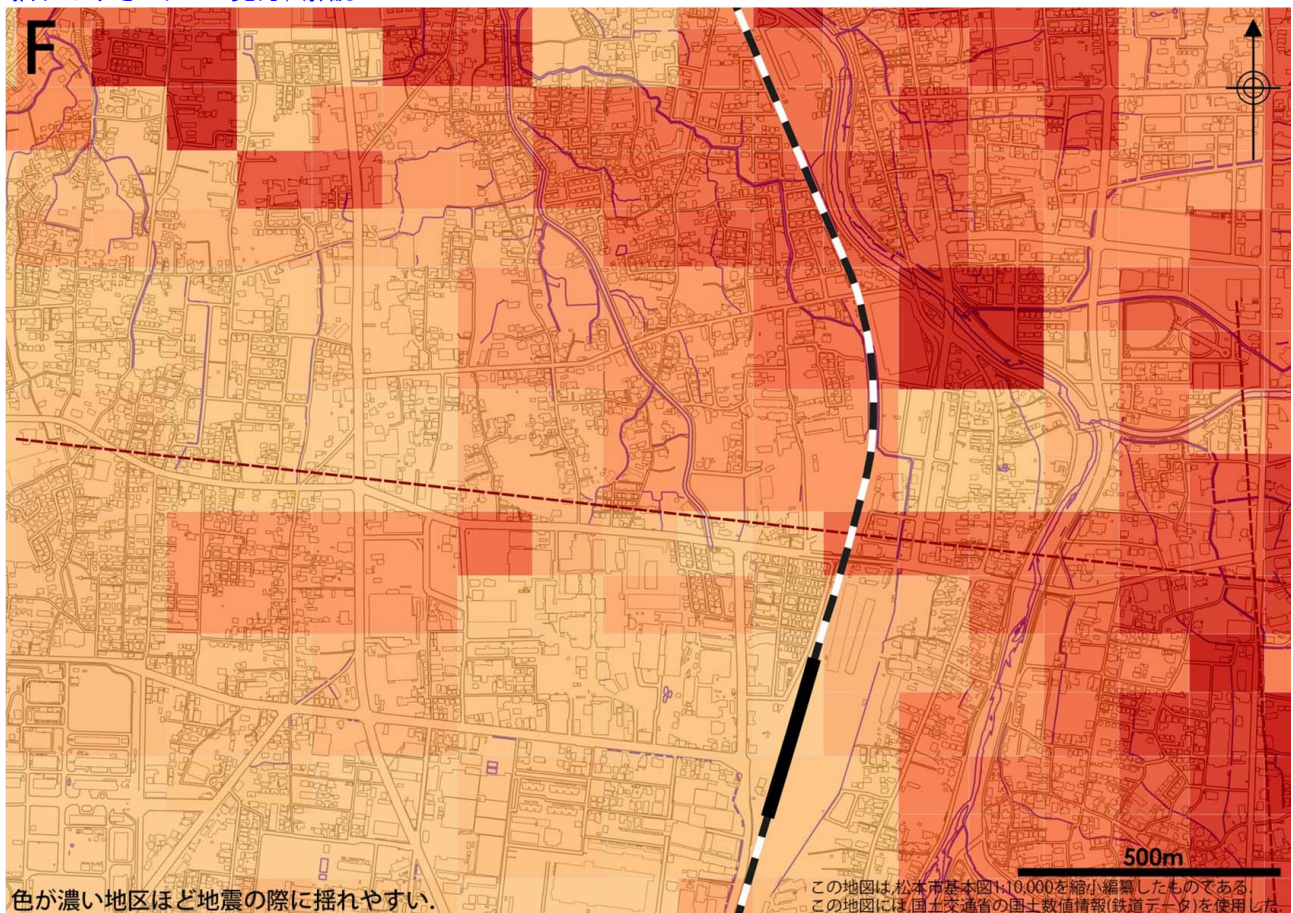 F
500m
色が濃い地区ほど地震の際に揺れやすい.
この地図は,松本市基本図1:10,000を縮小編纂したものである.
この地図には,国土交通省の国土数値情報(鉄道データ)を使用した.